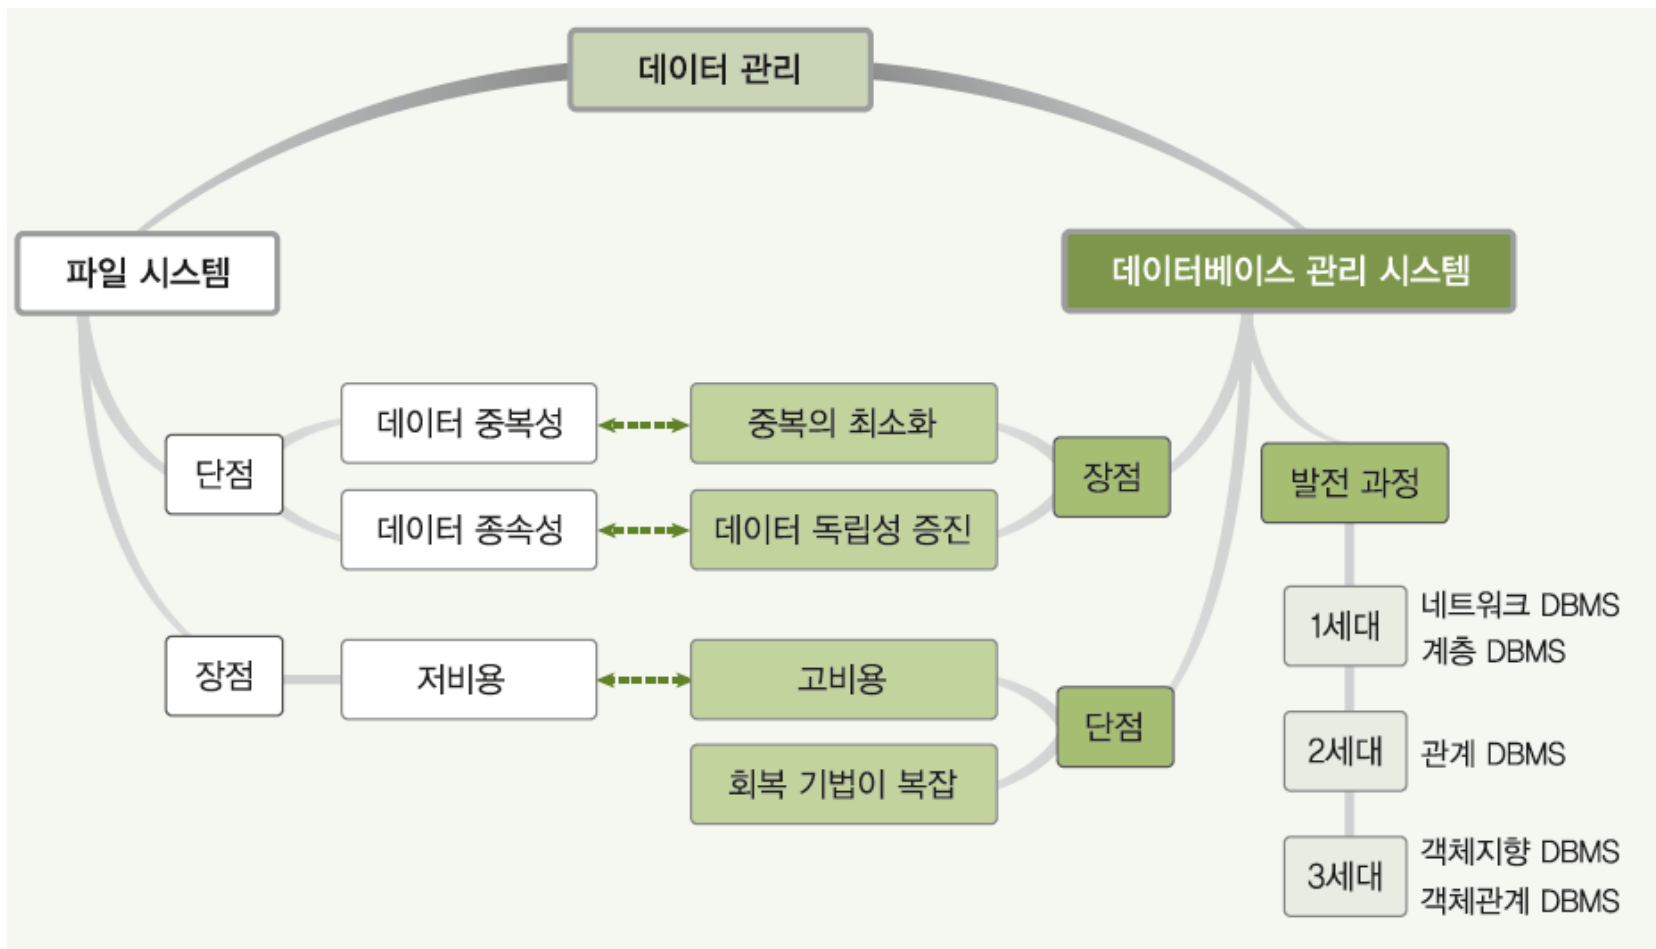 데이터 관리
파일 시스템
데이터베이스 관리 시스템
단점
데이터 중복성
데이터 종속성
중복의 최소화
데이터 독립성 증진
장점
장점
저비용
고비용
회복 기법이 복잡
단점
발전 과정
1세대
네트워크 DBMS
계층 DBMS
2세대
관계 DBMS
3세대
객체지향 DBMS
객체관계 DBMS